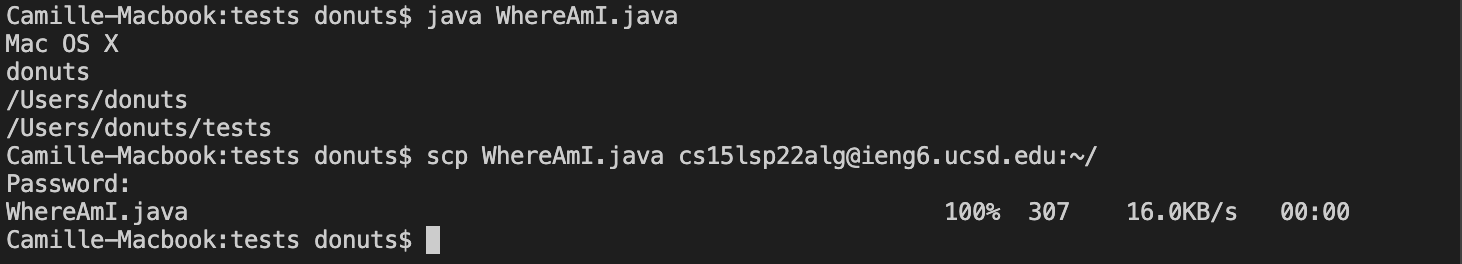 Camille-Macbook:tests donuts$ java WhereAmI.java
Mac OS X
donuts
/Users/donuts
/Users/donuts/tests
Camille-Macbook:tests donuts$ scp WhereAmI.java cs15lsp22alg@ieng6.ucsd.edu:~/
Password:
WhereAmI.java 100% 307 16.0KB/s 00:00
Camille-Macbook:tests donuts$